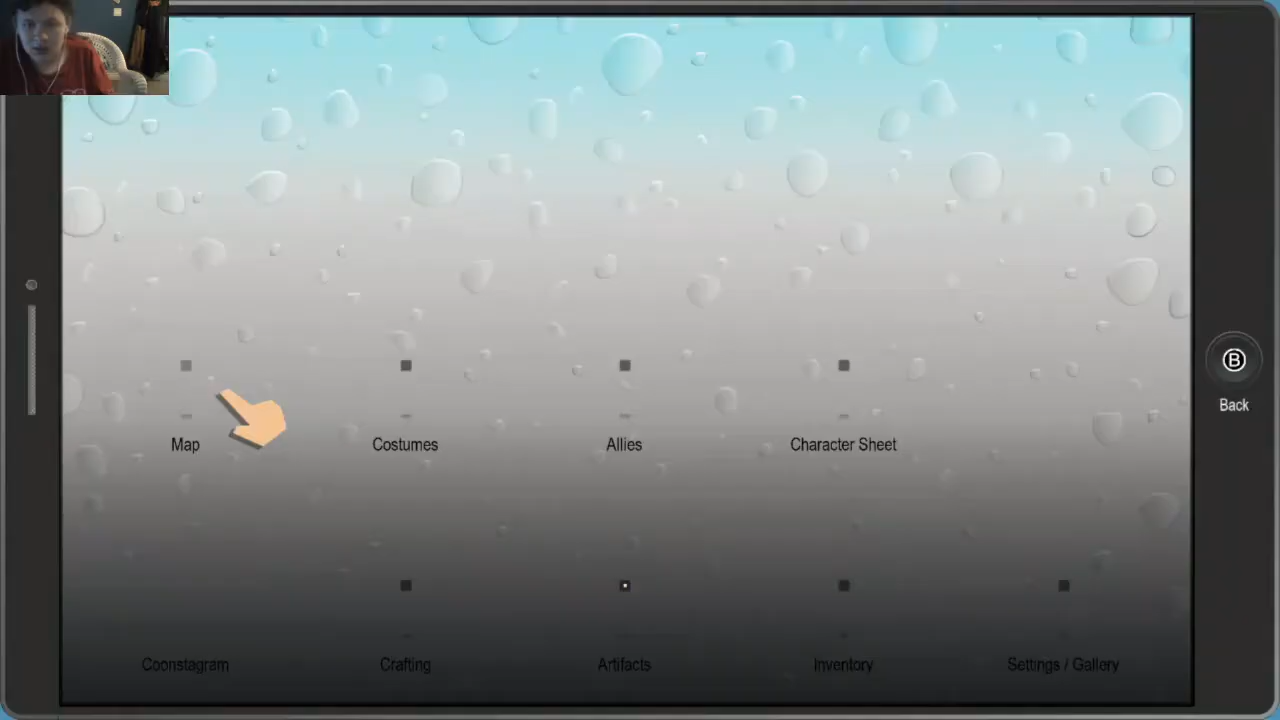 B
Back
Map
Costumes
Allies
Character Sheet
Coonstagram
Crafting
Artifacts
Inventory
Settings / Gallery